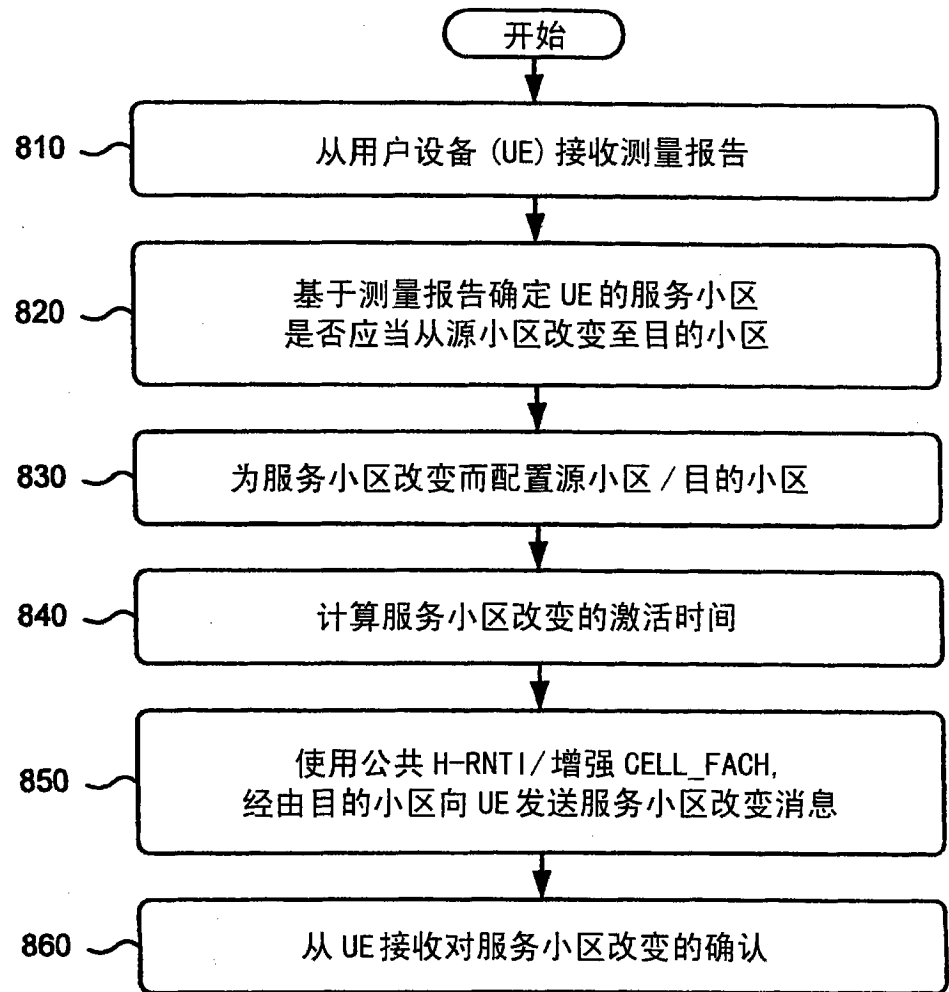 开始
810
从用户设备 (UE) 接收测量报告
820
基于测量报告确定 UE 的服务小区
是否应当从源小区改变至目的小区
830
为服务小区改变而配置源小区 / 目的小区
840
计算服务小区改变的激活时间
850
使用公共 H-RNTI/增强 CELL_FACH,
经由目的小区向 UE 发送服务小区改变消息
860
从 UE 接收对服务小区改变的确认